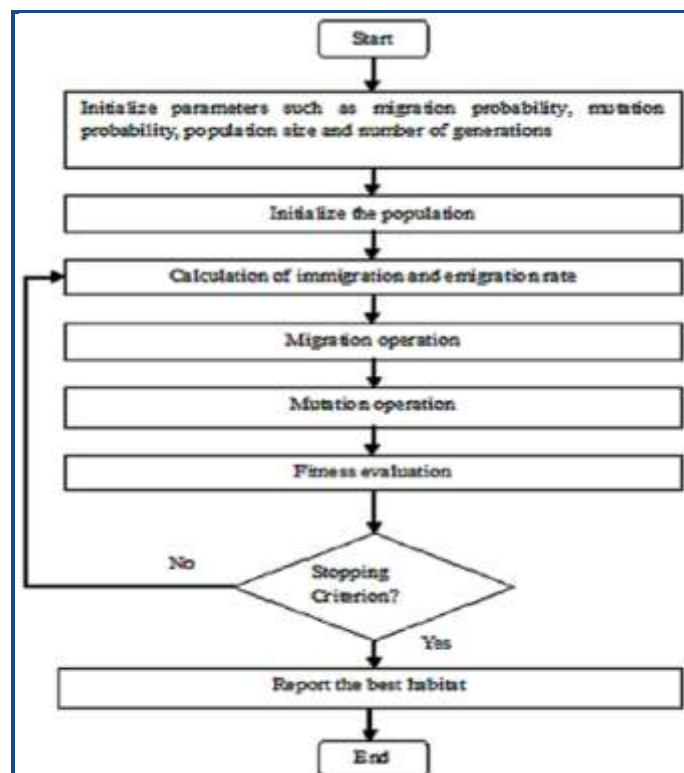 Start
Initialize parameters such as migration probability, mutation
probability, population size and number of generations
Initialize the population
Calculation of immigration and emigration rate
Migration operation
Mutation operation
Fitness evaluation
No
Stopping
Criterion?
Yes
Report the best habitat
End